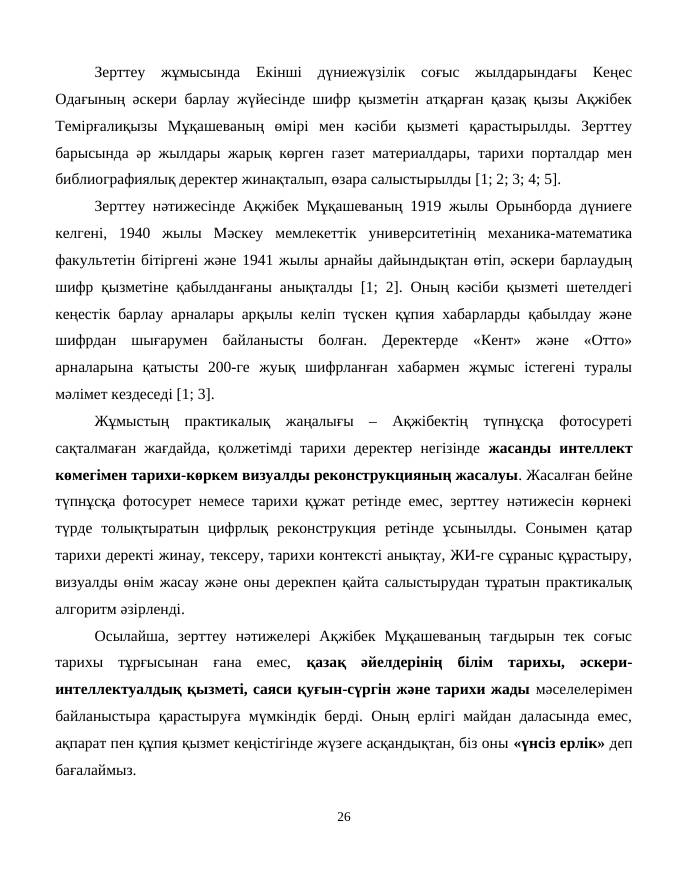 Зерттеу жұмысында Екінші дүниежүзілік соғыс жылдарындағы Кеңес
Одағының әскери барлау жүйесінде шифр қызметін атқарған қазақ қызы Ақжібек
Темірғалиқызы Мұқашеваның өмірі мен кәсіби қызметі қарастырылды. Зерттеу
барысында әр жылдары жарық көрген газет материалдары, тарихи порталдар мен
библиографиялық деректер жинақталып, өзара салыстырылды [1; 2; 3; 4; 5].
Зерттеу нәтижесінде Ақжібек Мұқашеваның 1919 жылы Орынборда дүниеге
келгені, 1940 жылы Мәскеу мемлекеттік университетінің механика-математика
факультетін бітіргені және 1941 жылы арнайы дайындықтан өтіп, әскери барлаудың
шифр қызметіне қабылданғаны анықталды [1; 2]. Оның кәсіби қызметі шетелдегі
кеңестік барлау арналары арқылы келіп түскен құпия хабарларды қабылдау және
шифрдан шығарумен байланысты болған. Деректерде «Кент» және «Отто»
арналарына қатысты 200-ге жуық шифрланған хабармен жұмыс істегені туралы
мәлімет кездеседі [1; 3].
Жұмыстың практикалық жаңалығы – Ақжібектің түпнұсқа фотосуреті
сақталмаған жағдайда, қолжетімді тарихи деректер негізінде жасанды интеллект
көмегімен тарихи-көркем визуалды реконструкцияның жасалуы. Жасалған бейне
түпнұсқа фотосурет немесе тарихи құжат ретінде емес, зерттеу нәтижесін көрнекі
түрде толықтыратын цифрлық реконструкция ретінде ұсынылды. Сонымен қатар
тарихи деректі жинау, тексеру, тарихи контексті анықтау, ЖИ-ге сұраныс құрастыру,
визуалды өнім жасау және оны дерекпен қайта салыстырудан тұратын практикалық
алгоритм әзірленді.
Осылайша, зерттеу нәтижелері Ақжібек Мұқашеваның тағдырын тек соғыс
тарихы тұрғысынан ғана емес, қазақ әйелдерінің білім тарихы, әскери-
интеллектуалдық қызметі, саяси қуғын-сүргін және тарихи жады мәселелерімен
байланыстыра қарастыруға мүмкіндік берді. Оның ерлігі майдан даласында емес,
ақпарат пен құпия қызмет кеңістігінде жүзеге асқандықтан, біз оны «үнсіз ерлік» деп
бағалаймыз.
26